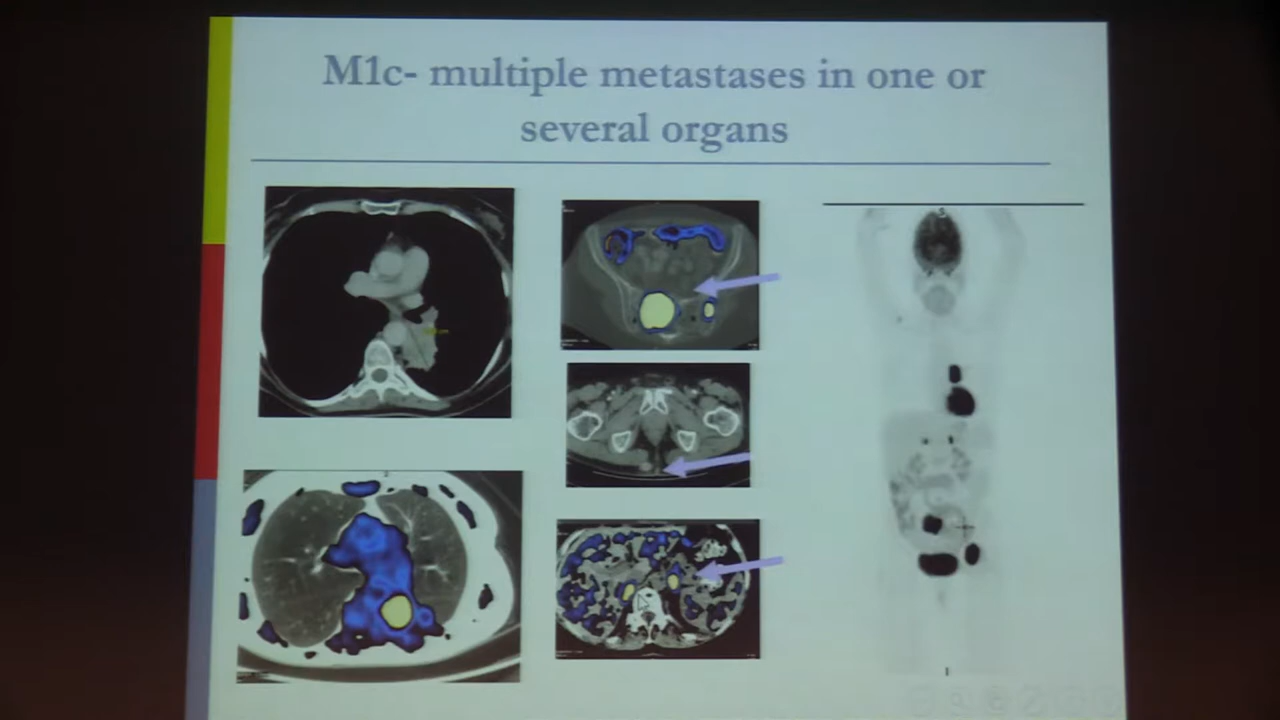 M1c- multiple metastases in one or
several organs